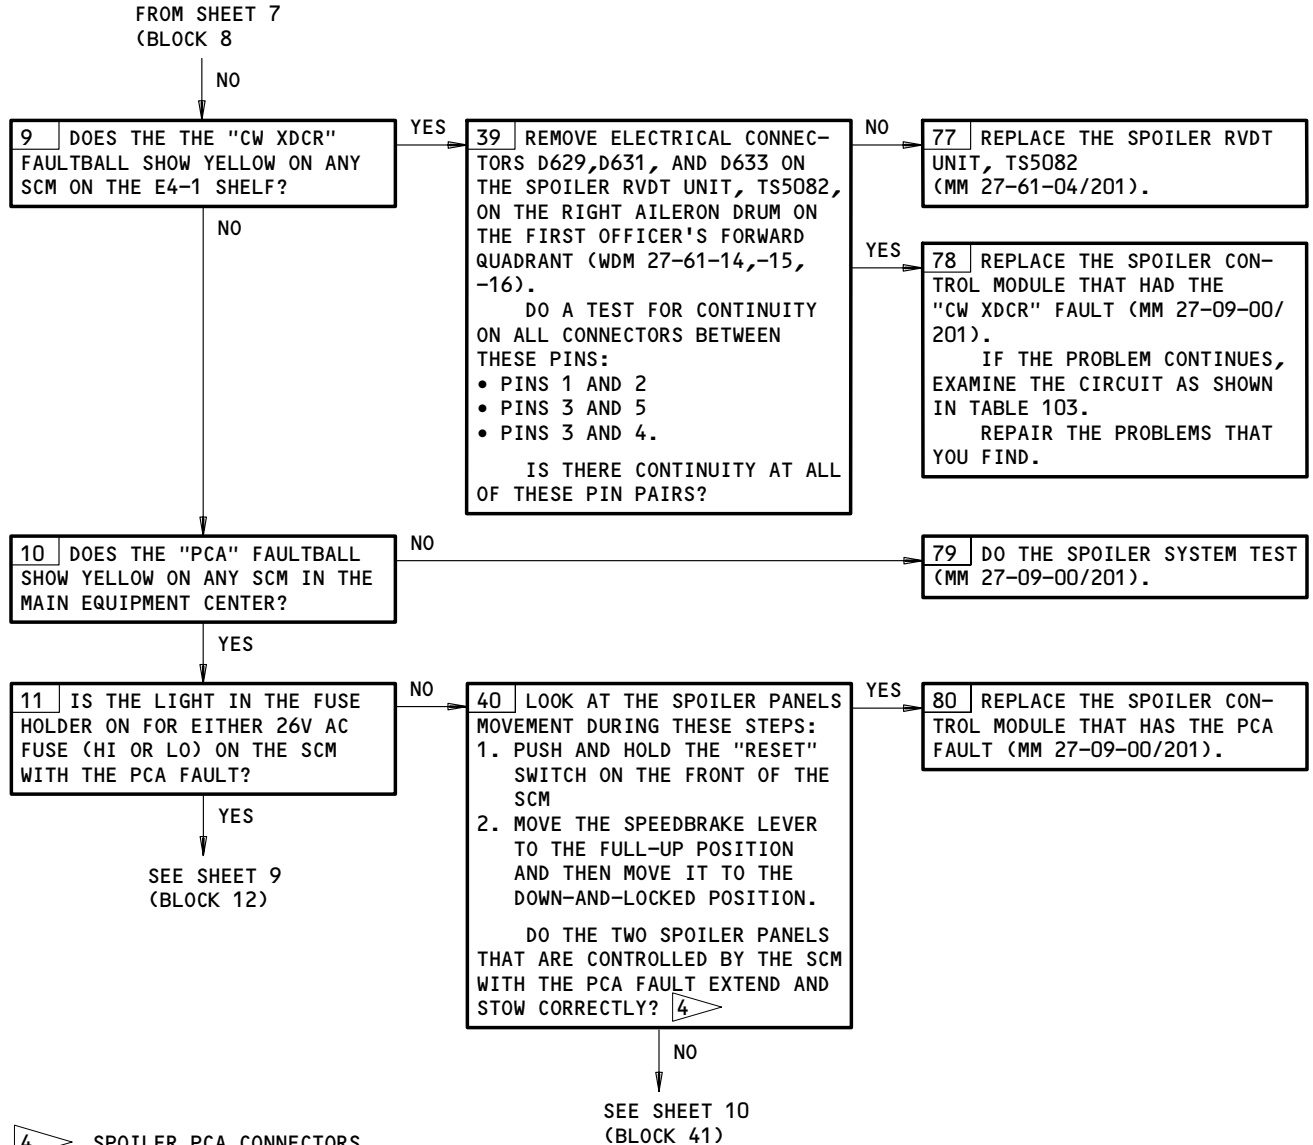 FROM SHEET 7
(BLOCK 8
NO
9 DOES THE THE "CW XDCR"
FAULTBALL SHOW YELLOW ON ANY
SCM ON THE E4-1 SHELF?
YES
NO
39 REMOVE ELECTRICAL CONNEC-
TORS D629,D631, AND D633 ON
THE SPOILER RVDT UNIT, TS5082,
ON THE RIGHT AILERON DRUM ON
THE FIRST OFFICER'S FORWARD
QUADRANT (WDM 27-61-14,-15,
-16).
DO A TEST FOR CONTINUITY
ON ALL CONNECTORS BETWEEN
THESE PINS:
• PINS 1 AND 2
• PINS 3 AND 5
• PINS 3 AND 4.
IS THERE CONTINUITY AT ALL
OF THESE PIN PAIRS?
NO
77 REPLACE THE SPOILER RVDT
UNIT, TS5082
(MM 27-61-04/201).
YES
78 REPLACE THE SPOILER CON-
TROL MODULE THAT HAD THE
"CW XDCR" FAULT (MM 27-09-00/
201).
IF THE PROBLEM CONTINUES,
EXAMINE THE CIRCUIT AS SHOWN
IN TABLE 103.
REPAIR THE PROBLEMS THAT
YOU FIND.
10 DOES THE "PCA" FAULTBALL
SHOW YELLOW ON ANY SCM IN THE
MAIN EQUIPMENT CENTER?
NO
79 DO THE SPOILER SYSTEM TEST
(MM 27-09-00/201).
YES
11 IS THE LIGHT IN THE FUSE
HOLDER ON FOR EITHER 26V AC
FUSE (HI OR LO) ON THE SCM
WITH THE PCA FAULT?
NO
YES
SEE SHEET 9
(BLOCK 12)
40 LOOK AT THE SPOILER PANELS
MOVEMENT DURING THESE STEPS:
1. PUSH AND HOLD THE "RESET"
SWITCH ON THE FRONT OF THE
SCM
2. MOVE THE SPEEDBRAKE LEVER
TO THE FULL-UP POSITION
AND THEN MOVE IT TO THE
DOWN-AND-LOCKED POSITION.
DO THE TWO SPOILER PANELS
THAT ARE CONTROLLED BY THE SCM
WITH THE PCA FAULT EXTEND AND
STOW CORRECTLY? 4
YES
80 REPLACE THE SPOILER CON-
TROL MODULE THAT HAS THE PCA
FAULT (MM 27-09-00/201).
NO
SEE SHEET 10
(BLOCK 41)
4 SPOILER PCA CONNECTORS